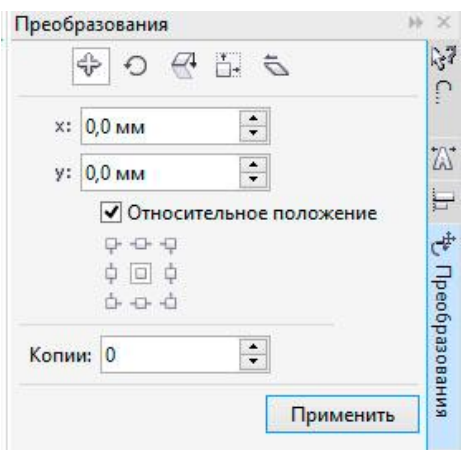 Преобразования
x: 0,0 мм
y: 0,0 мм
Относительное положение
Копии: 0
Применить
С...
Преобразования